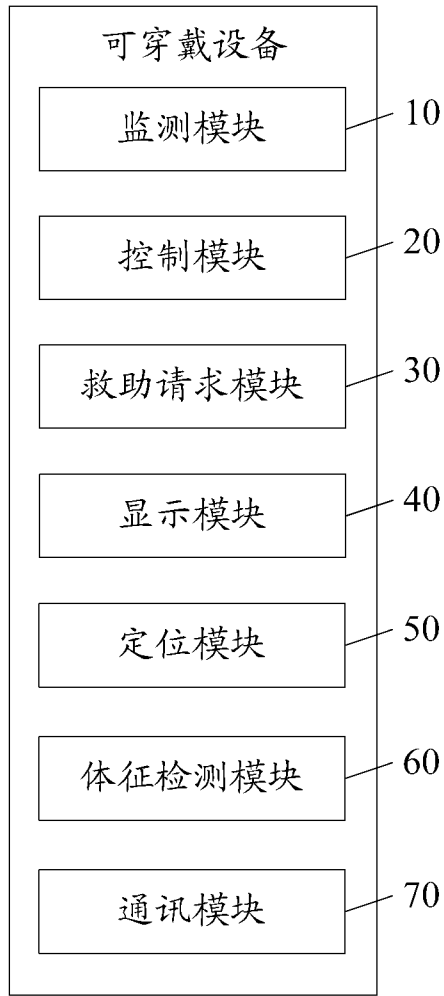 可穿戴设备
监测模块 10
控制模块 20
救助请求模块 30
显示模块 40
定位模块 50
体征检测模块 60
通讯模块 70